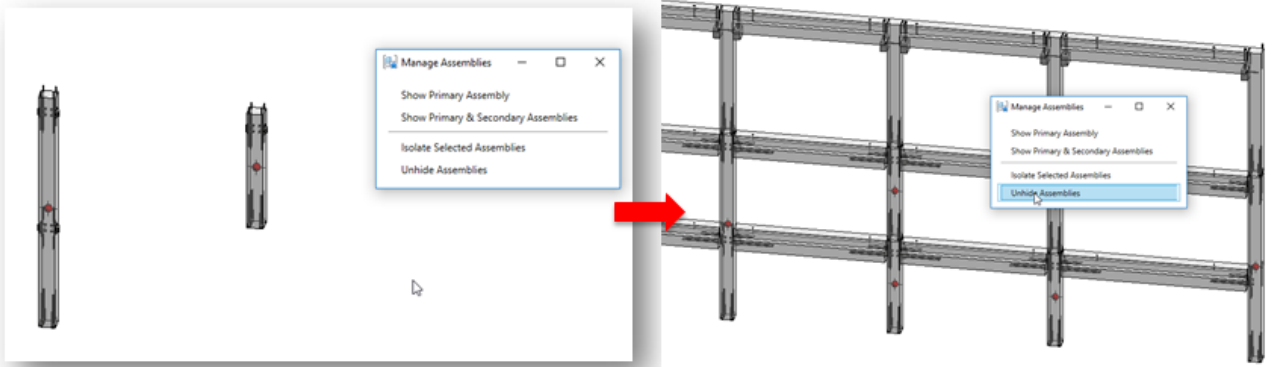 Manage Assemblies
Show Primary Assembly
Show Primary & Secondary Assemblies
Isolate Selected Assemblies
Unhide Assemblies
Manage Assemblies
Show Primary Assembly
Show Primary & Secondary Assemblies
Isolate Selected Assemblies
Unhide Assemblies